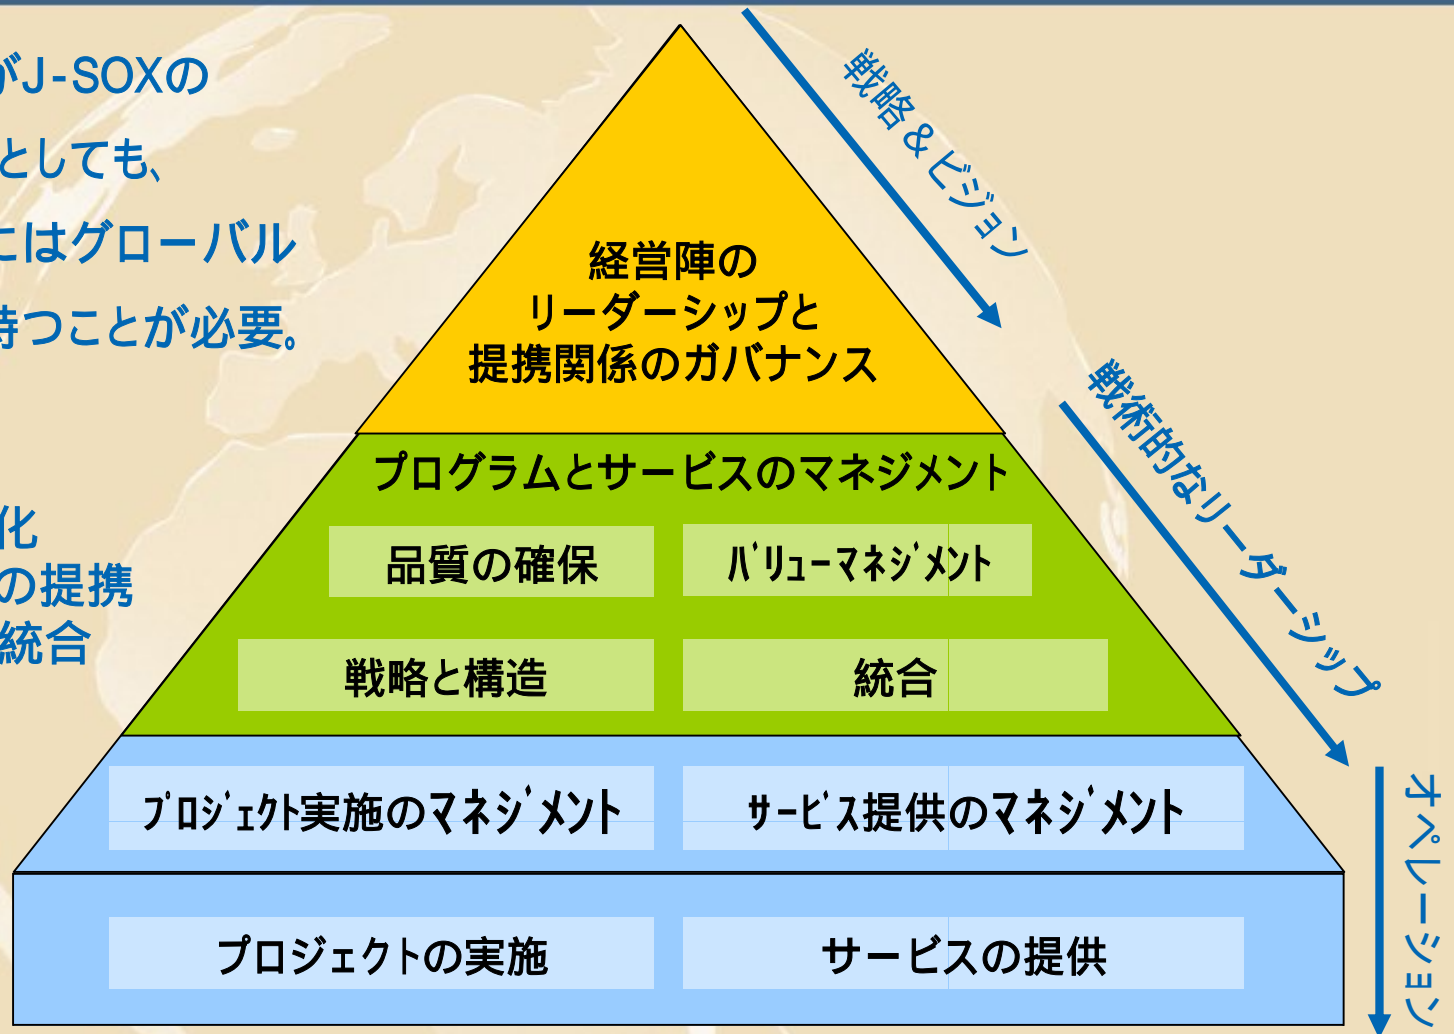 がJ-SOXの
としても、
にはグローバル
持つことが必要。
化
の提携
統合
経営陣の
リーダーシップと
提携関係のガバナンス
プログラムとサービスのマネジメント
品質の確保
ﾊﾞﾘｭｰﾏﾈｼﾞﾒﾝﾄ
戦略と構造
統合
ﾌﾟﾛｼﾞｪｸﾄ実施のﾏﾈｼﾞﾒﾝﾄ
ｻｰﾋﾞｽ提供のﾏﾈｼﾞﾒﾝﾄ
プロジェクトの実施
サービスの提供
戦略＆ビジョン
戦術的なリーダーシップ
オペレーション